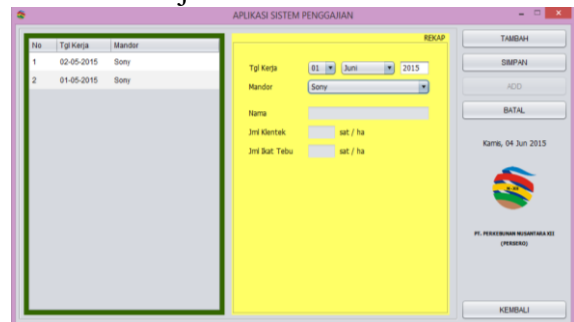 APLIKASI SISTEM PENGGAJIAN
No Tgl Kerja Mandor
1 02-05-2015 Sony
2 01-05-2015 Sony
REKAP
Tgl Kerja 01 Juni 2015
Mandor Sony
Nama
Jml Klentek sat / ha
Jml Ikat Tebu sat / ha
TAMBAH
SIMPAN
ADD
BATAL
Kamis, 04 Jun 2015
PT. PERKEBUNAN NUSANTARA XII
(PERSERO)
KEMBALI